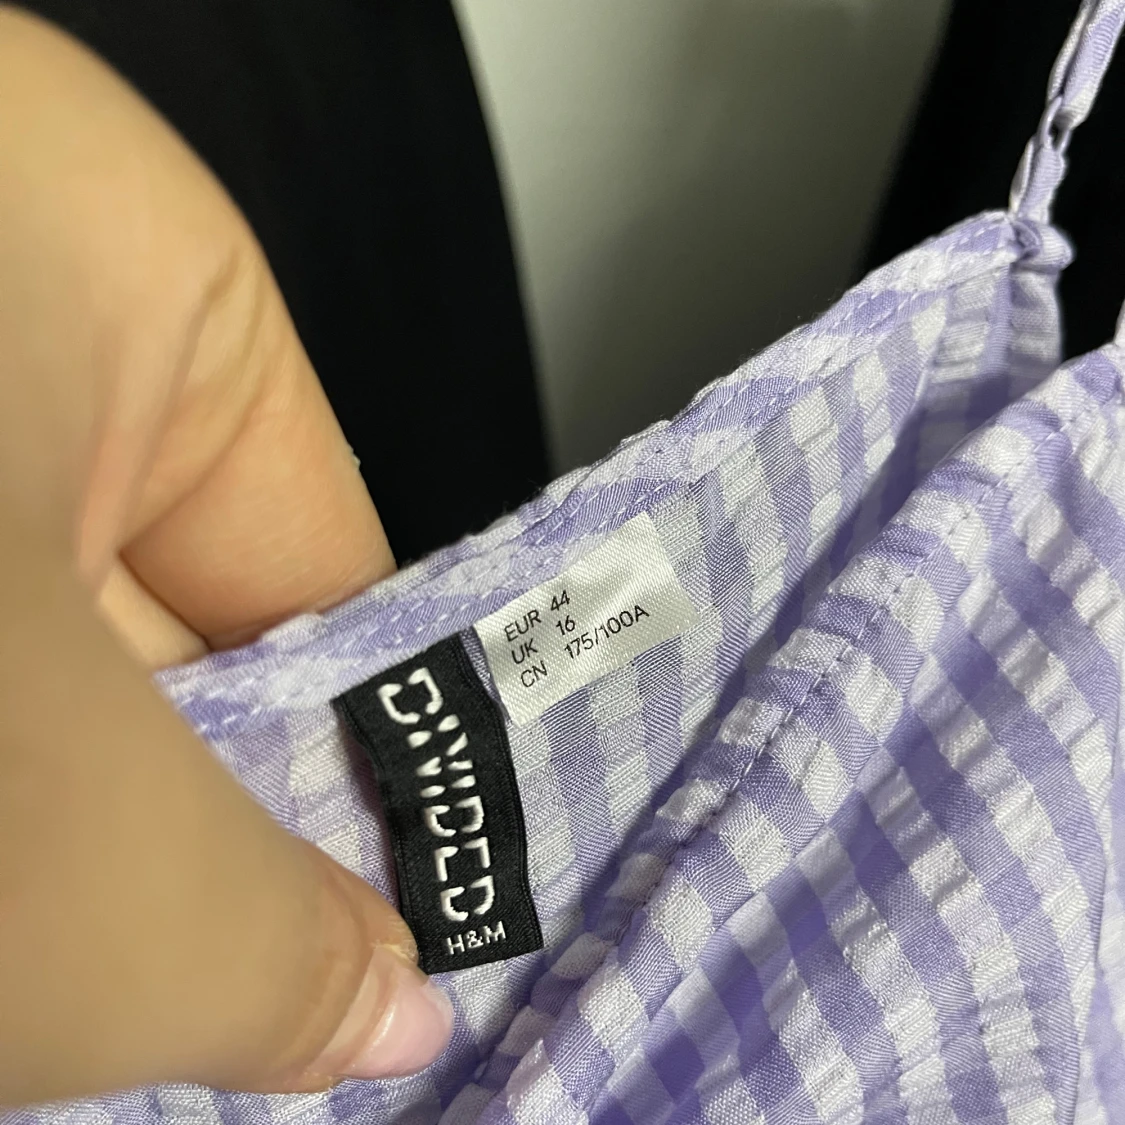 EUR 44
UK 16
CN 175/100A
DIVIDED
H&M